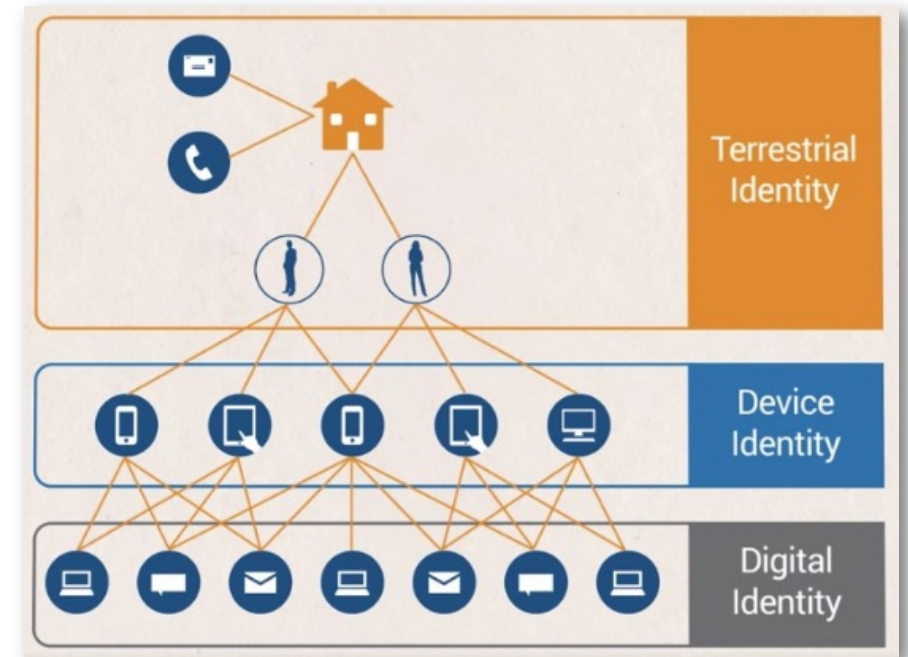 Terrestrial
Identity
Device
Identity
Digital
Identity